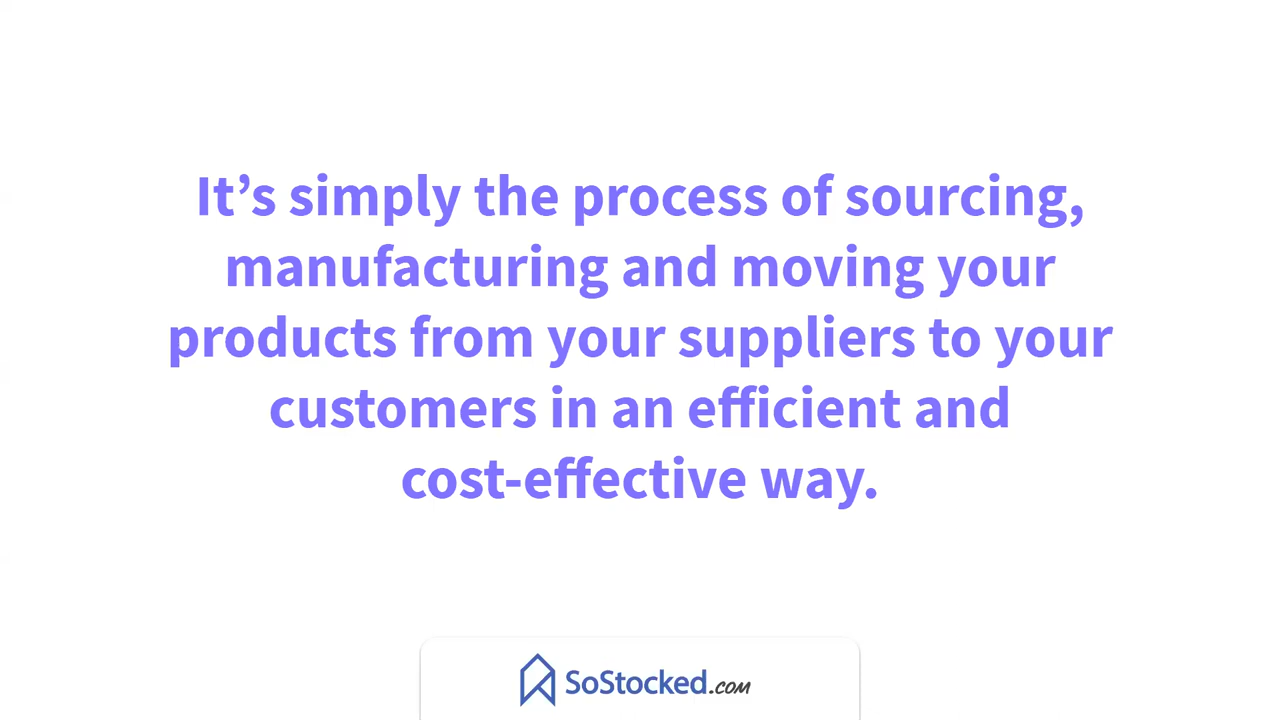 It’s simply the process of sourcing,
manufacturing and moving your
products from your suppliers to your
customers in an efficient and
cost-effective way.
SoStocked.com